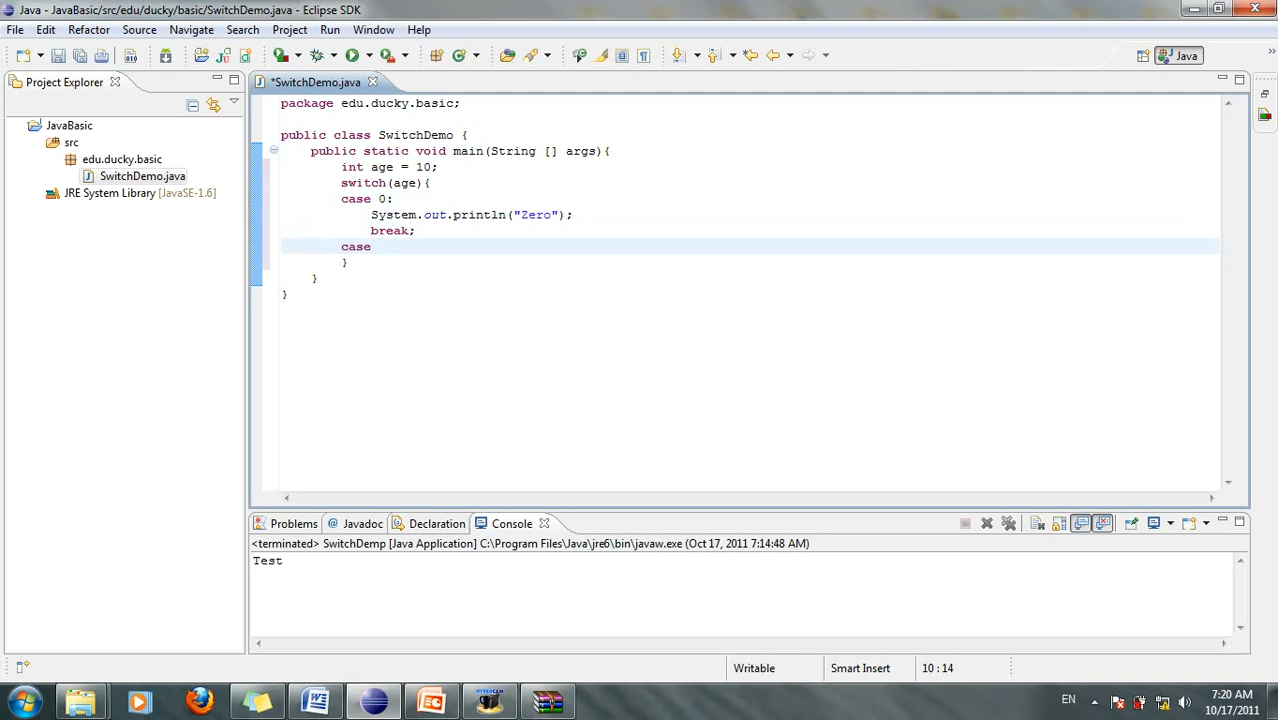 Java - JavaBasic/src/edu/ducky/basic/SwitchDemo.java - Eclipse SDK
File Edit Refactor Source Navigate Search Project Run Window Help
Java
Project Explorer
*SwitchDemo.java
JavaBasic
src
edu.ducky.basic
SwitchDemo.java
JRE System Library [JavaSE-1.6]
package edu.ducky.basic;
public class SwitchDemo {
public static void main(String [] args){
int age = 10;
switch(age){
case 0:
System.out.println("Zero");
break;
case
}
}
}
Problems @ Javadoc Declaration Console
<terminated> SwitchDemp [Java Application] C:\Program Files\Java\jre6\bin\javaw.exe (Oct 17, 2011 7:14:48 AM)
Test
Writable Smart Insert 10 : 14
HYPERCAM
EN
7:20 AM
10/17/2011